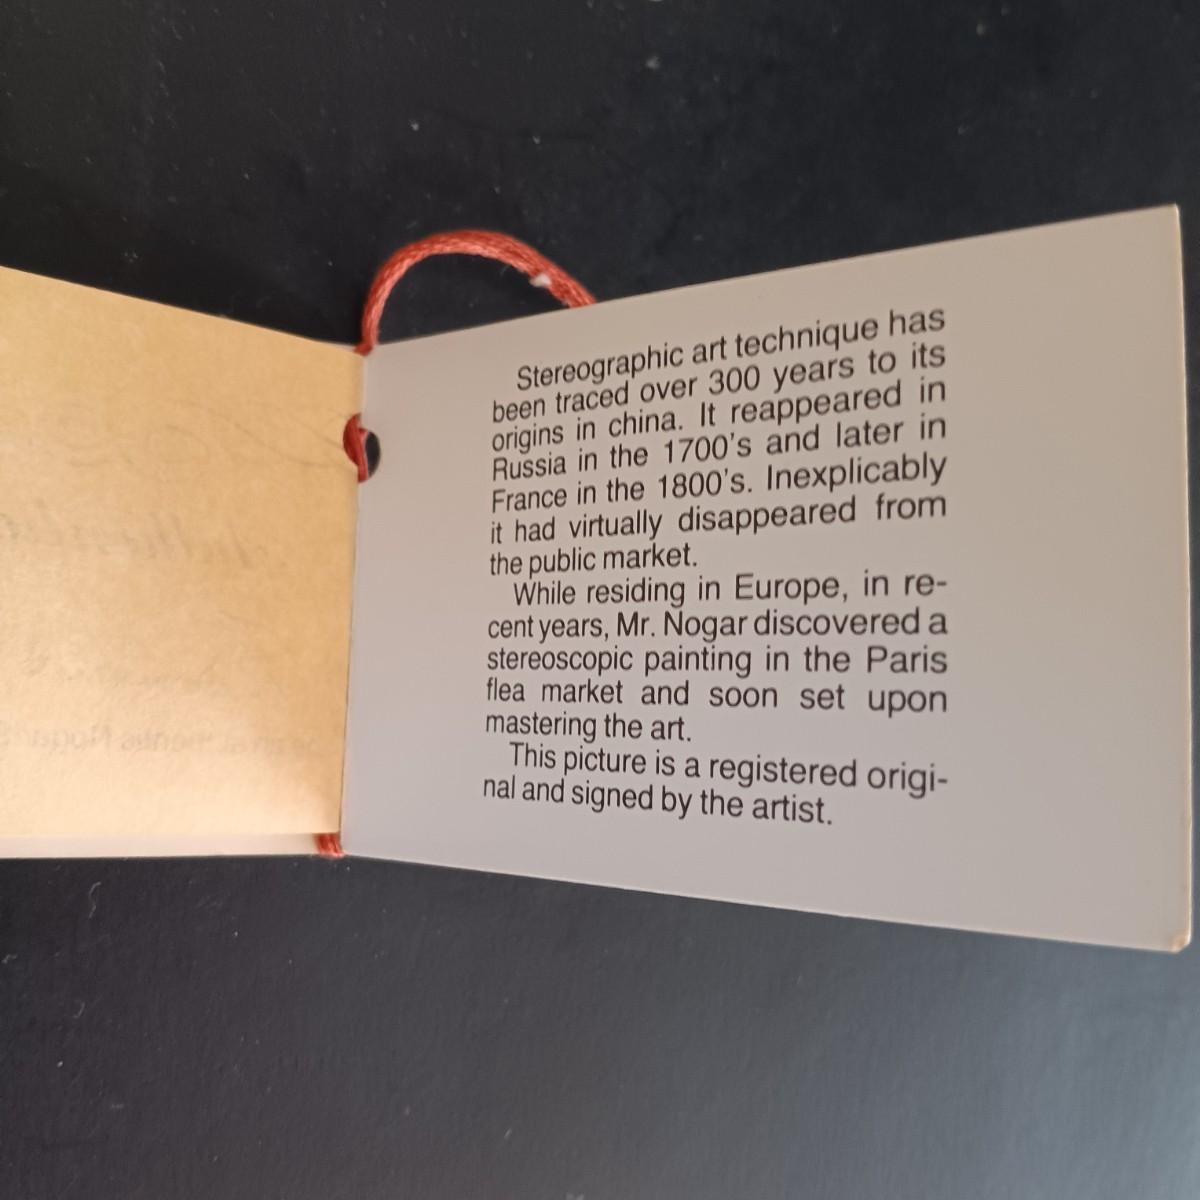 Stereographic art technique has
been traced over 300 years to its
origins in china. It reappeared in
Russia in the 1700's and later in
France in the 1800's. Inexplicably
it had virtually disappeared from
the public market.
While residing in Europe, in re-
cent years, Mr. Nogar discovered a
stereoscopic painting in the Paris
flea market and soon set upon
mastering the art.
This picture is a registered origi-
nal and signed by the artist.